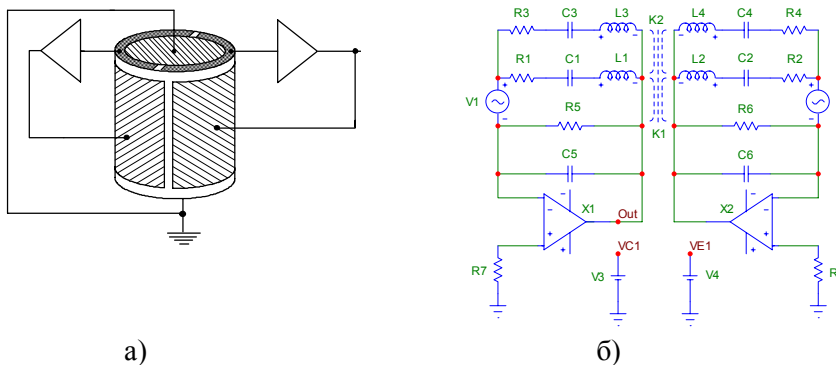 R3 C3 L3 K2 L4 C4 R4
R1 C1 L1 L2 C2 R2
V1
R5 R6
K1
C5 C6
X1 Out X2
VC1 VE1
R7 V3 V4 R
а) б)